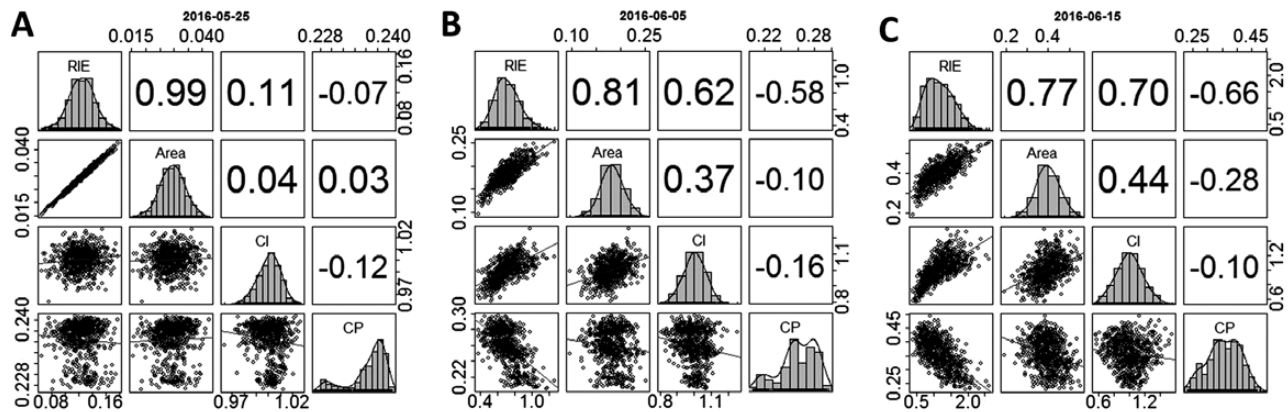 A
2016-05-25
0.015 0.040 0.228 0.240
RIE
0.99
0.11
-0.07
0.08 0.16
0.015 0.040
Area
0.04
0.03
CI
-0.12
0.97 1.02
0.228 0.240
CP
0.08 0.16 0.97 1.02
B
2016-06-05
0.10 0.25 0.22 0.28
RIE
0.81
0.62
-0.58
0.4 1.0
0.10 0.25
Area
0.37
-0.10
CI
-0.16
0.8 1.1
0.22 0.30
CP
0.4 1.0 0.8 1.1
C
2016-06-15
0.2 0.4 0.25 0.45
RIE
0.77
0.70
-0.66
0.5 2.0
0.2 0.4
Area
0.44
-0.28
CI
-0.10
0.6 1.2
0.25 0.45
CP
0.5 2.0 0.6 1.2